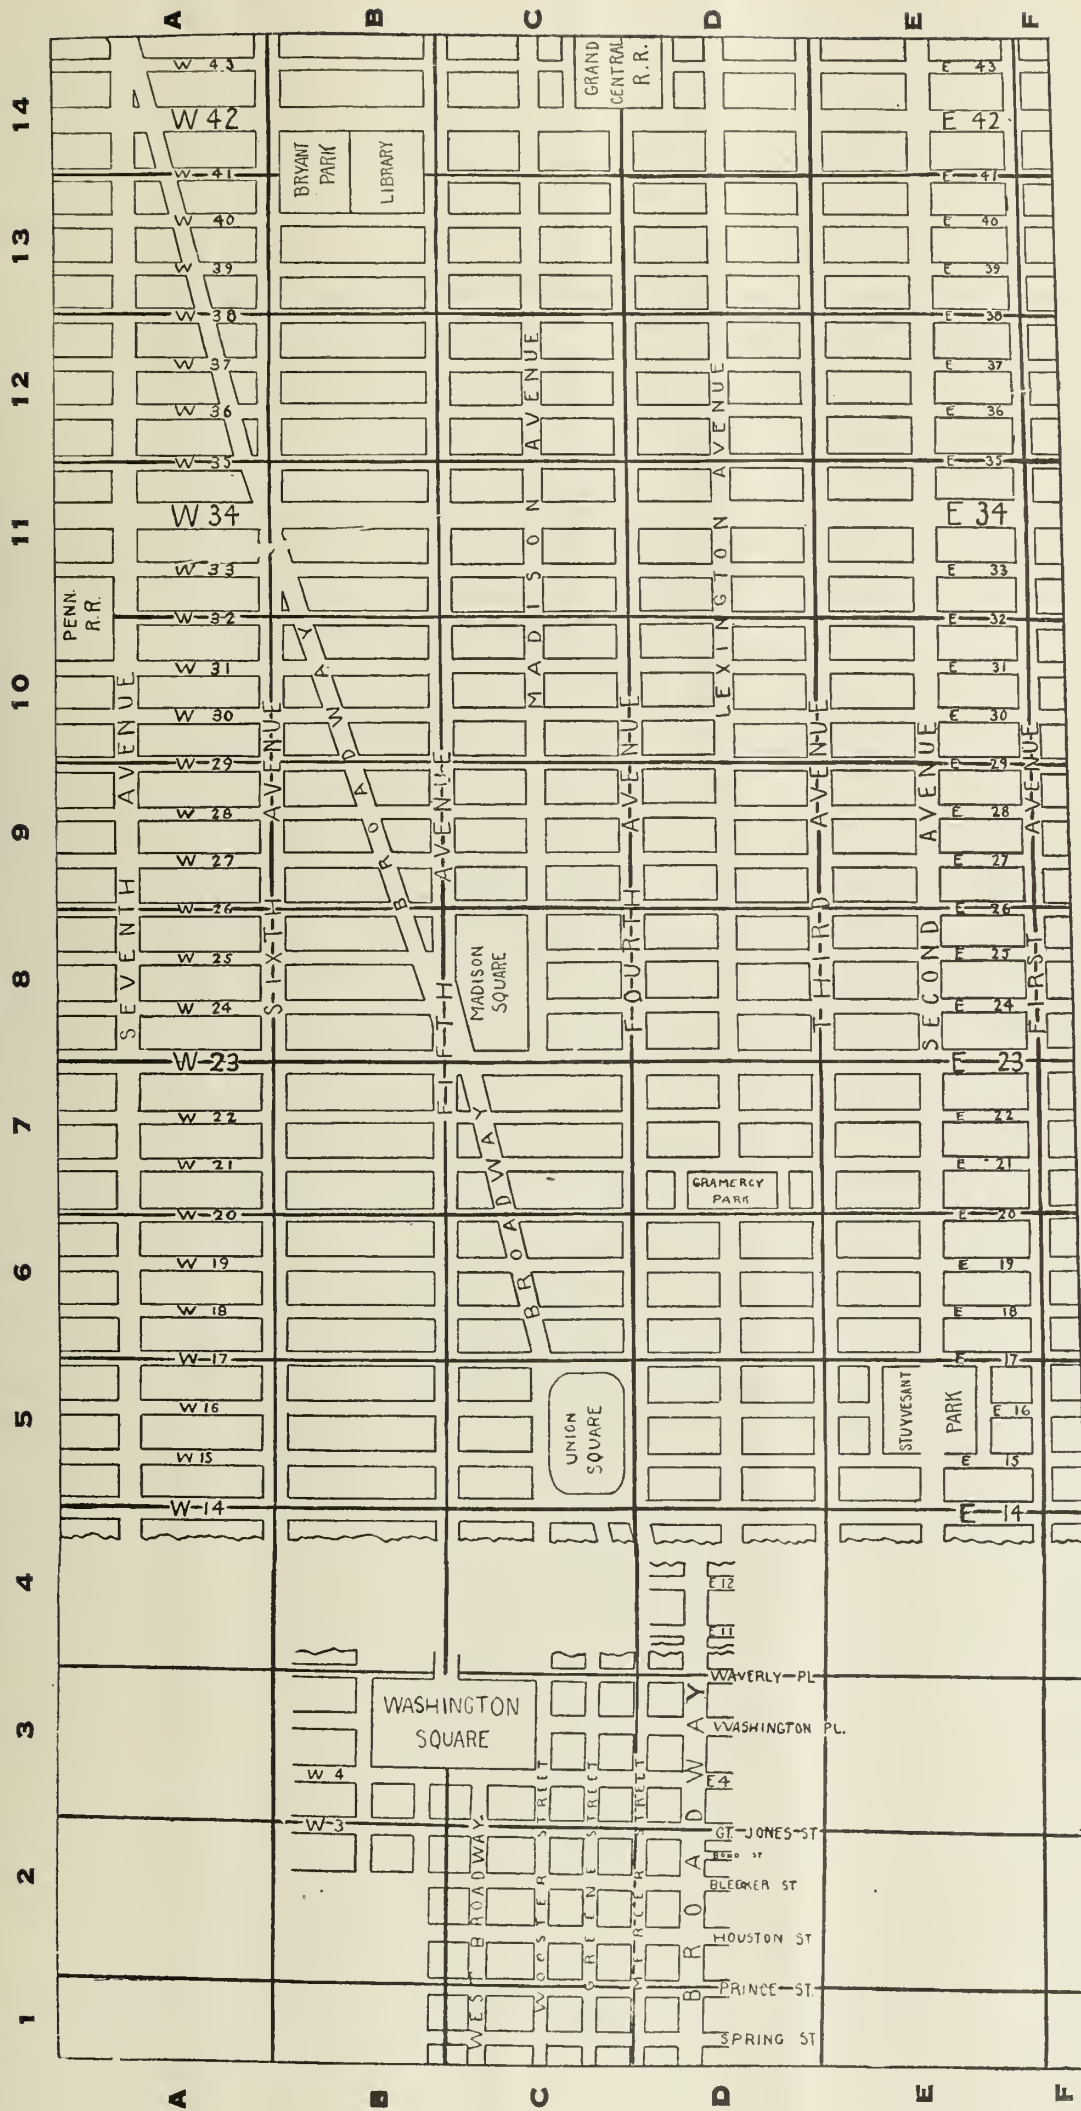 A
B
C
D
E
F
14
13
12
11
10
9
8
7
6
5
4
3
2
1
W 43
E 43
GRAND
CENTRAL
R.R.
W 42
E 42
BRYANT
PARK
LIBRARY
W 41
E 41
W 40
E 40
W 39
E 39
W 38
E 38
W 37
E 37
W 36
E 36
W 35
E 35
W 34
E 34
W 33
E 33
PENN.
R.R.
W 32
E 32
W 31
E 31
W 30
E 30
W 29
E 29
W 28
E 28
W 27
E 27
W 26
E 26
W 25
E 25
W 24
E 24
SEVENTH AVENUE
SIXTH AVENUE
BROADWAY
FIFTH AVENUE
MADISON AVENUE
FOURTH AVENUE
LEXINGTON AVENUE
THIRD AVENUE
SECOND AVENUE
FIRST AVENUE
MADISON
SQUARE
W 23
E 23
W 22
E 22
W 21
E 21
GRAMERCY
PARK
BROADWAY
W 20
E 20
W 19
E 19
W 18
E 18
W 17
E 17
W 16
E 16
STUYVESANT
PARK
UNION
SQUARE
W 15
E 15
W 14
E 14
E 12
E 11
WAVERLY PL
WASHINGTON
SQUARE
WASHINGTON PL.
W 4
E 4
W 3
GT. JONES ST
BOND ST
BLEECKER ST
HOUSTON ST
PRINCE ST.
SPRING ST
WEST BROADWAY
WOOSTER STREET
GREENE STREET
MERCER STREET
BROADWAY
A
B
C
D
E
F